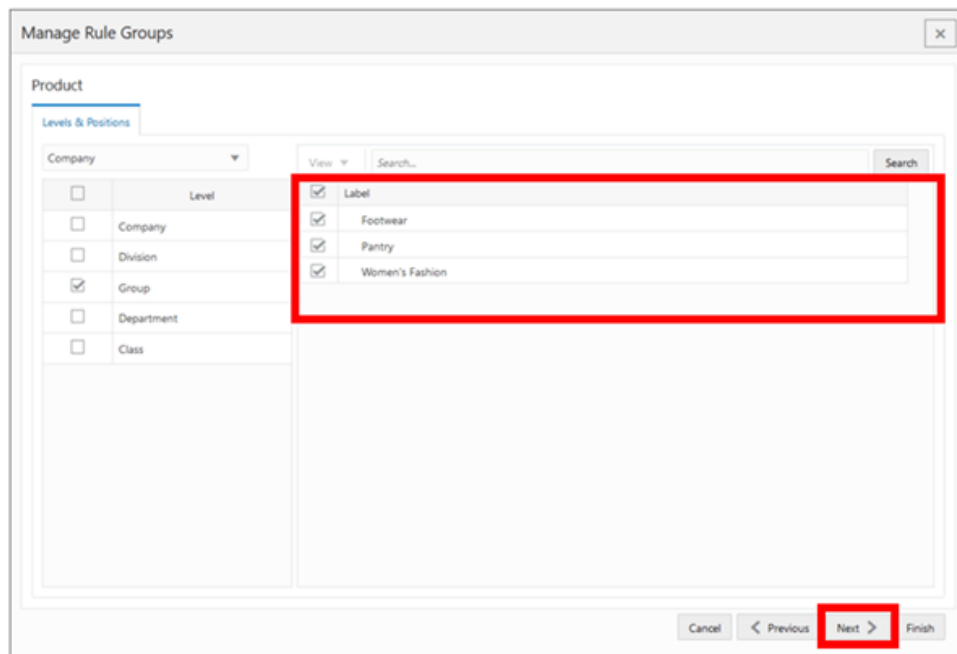 Manage Rule Groups
Product
Levels & Positions
Company
View Search... Search
Level
Company
Division
Group
Department
Class
Label
Footwear
Pantry
Women's Fashion
Cancel Previous Next Finish